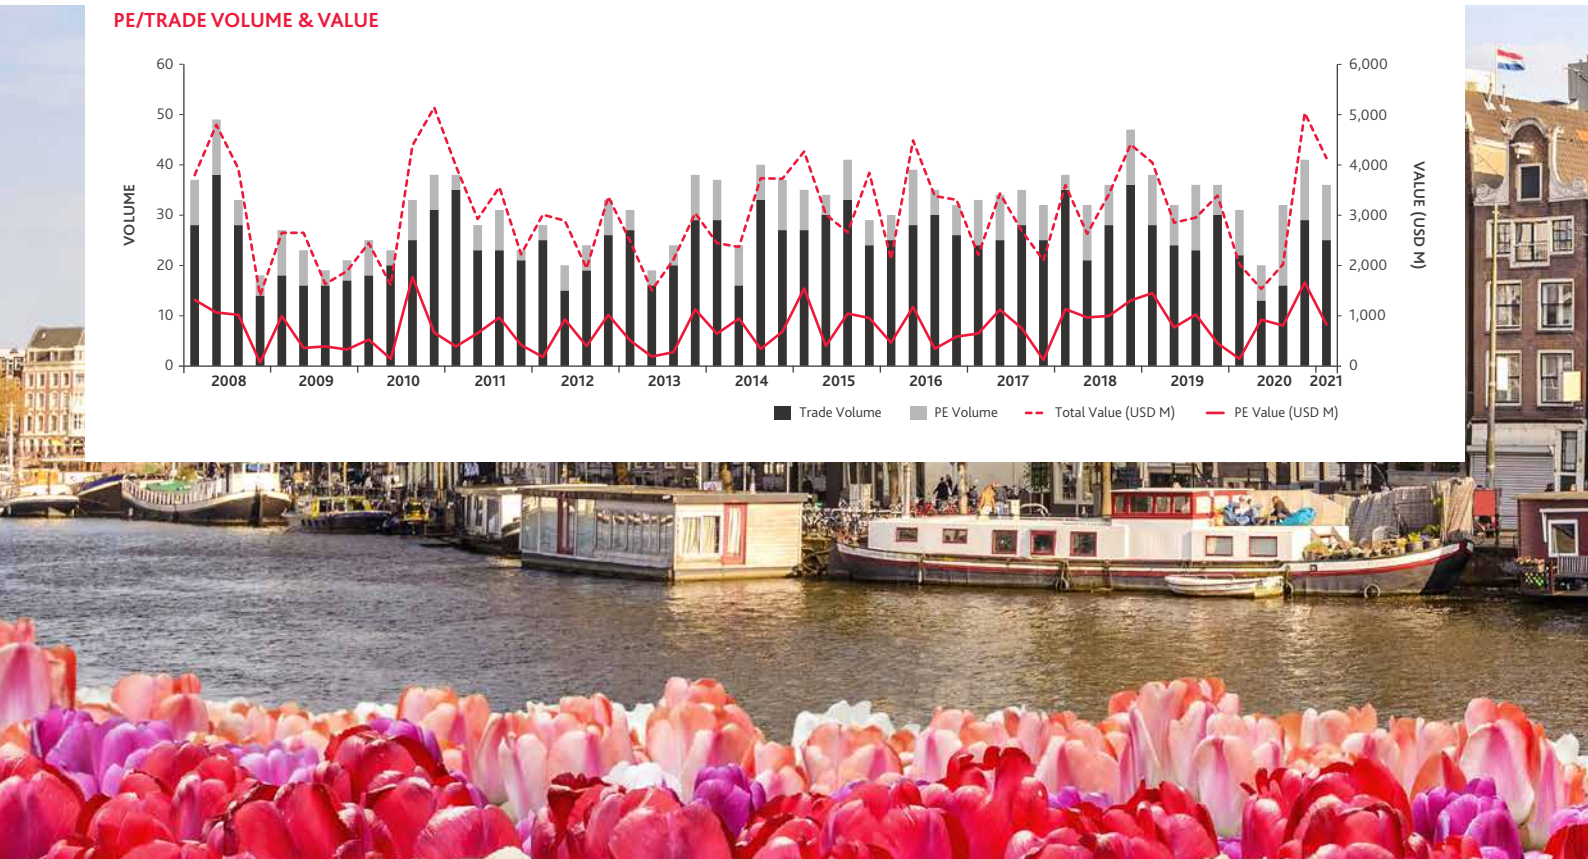 PE/TRADE VOLUME & VALUE
60
50
40
30
20
10
0
VOLUME
6,000
5,000
4,000
3,000
2,000
1,000
0
VALUE (USD M)
2008 2009 2010 2011 2012 2013 2014 2015 2016 2017 2018 2019 2020 2021
Trade Volume PE Volume Total Value (USD M) PE Value (USD M)